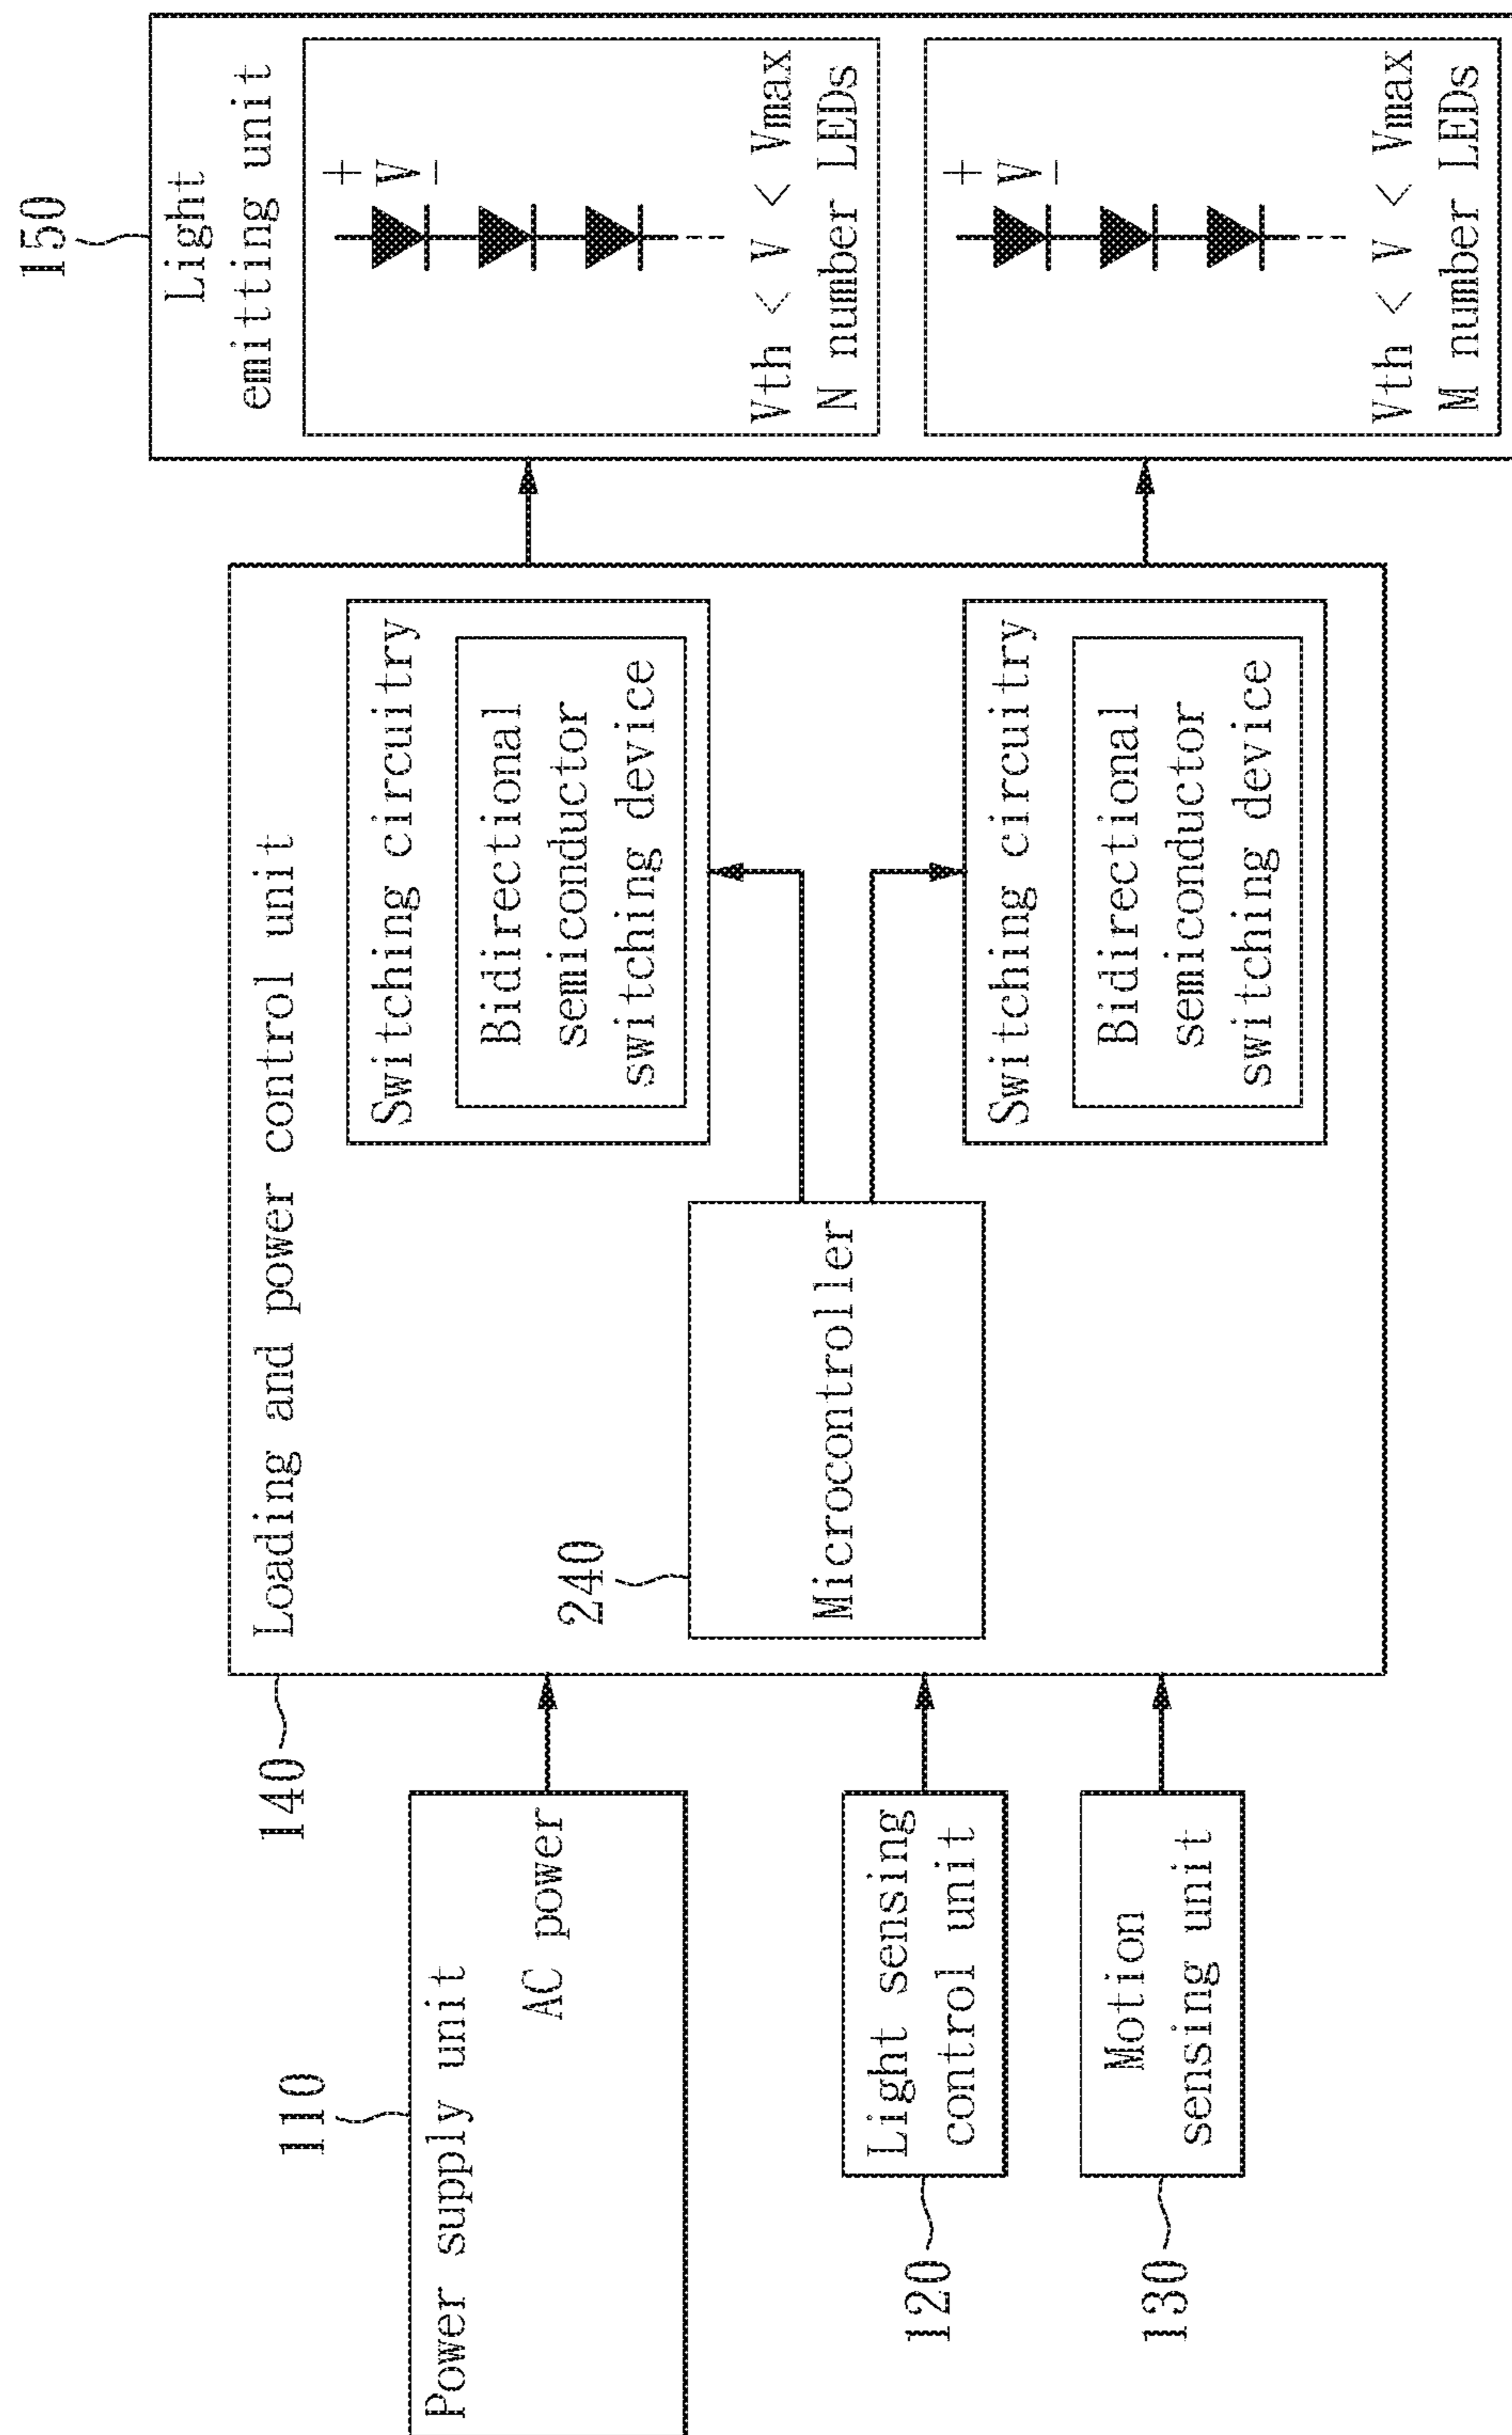 110
Power supply unit
AC power
120
Light sensing
control unit
130
Motion
sensing unit
140
Loading and power control unit
240
Microcontroller
Switching circuitry
Bidirectional
semiconductor
switching device
Switching circuitry
Bidirectional
semiconductor
switching device
150
Light
emitting unit
+
V
−
Vth < V < Vmax
N number LEDs
+
V
−
Vth < V < Vmax
M number LEDs